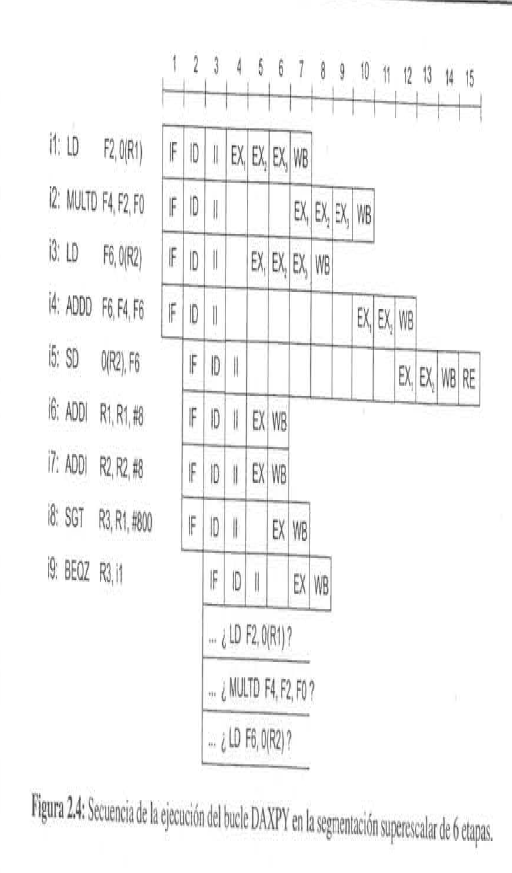 1 2 3 4 5 6 7 8 9 10 11 12 13 14 15
i1: LD F2, 0(R1) IF ID II EX1 EX2 EX3 WB
i2: MULTD F4, F2, F0 IF ID II EX1 EX2 EX3 WB
i3: LD F6, 0(R2) IF ID II EX1 EX2 EX3 WB
i4: ADDD F6, F4, F6 IF ID II EX1 EX2 WB
i5: SD 0(R2), F6 IF ID II EX1 EX2 WB RE
i6: ADDI R1, R1, #8 IF ID II EX WB
i7: ADDI R2, R2, #8 IF ID II EX WB
i8: SGT R3, R1, #800 IF ID II EX WB
i9: BEQZ R3, i1 IF ID II EX WB
... ¿ LD F2, 0(R1) ?
... ¿ MULTD F4, F2, F0 ?
... ¿ LD F6, 0(R2) ?
Figura 2.4: Secuencia de la ejecución del bucle DAXPY en la segmentación superescalar de 6 etapas.